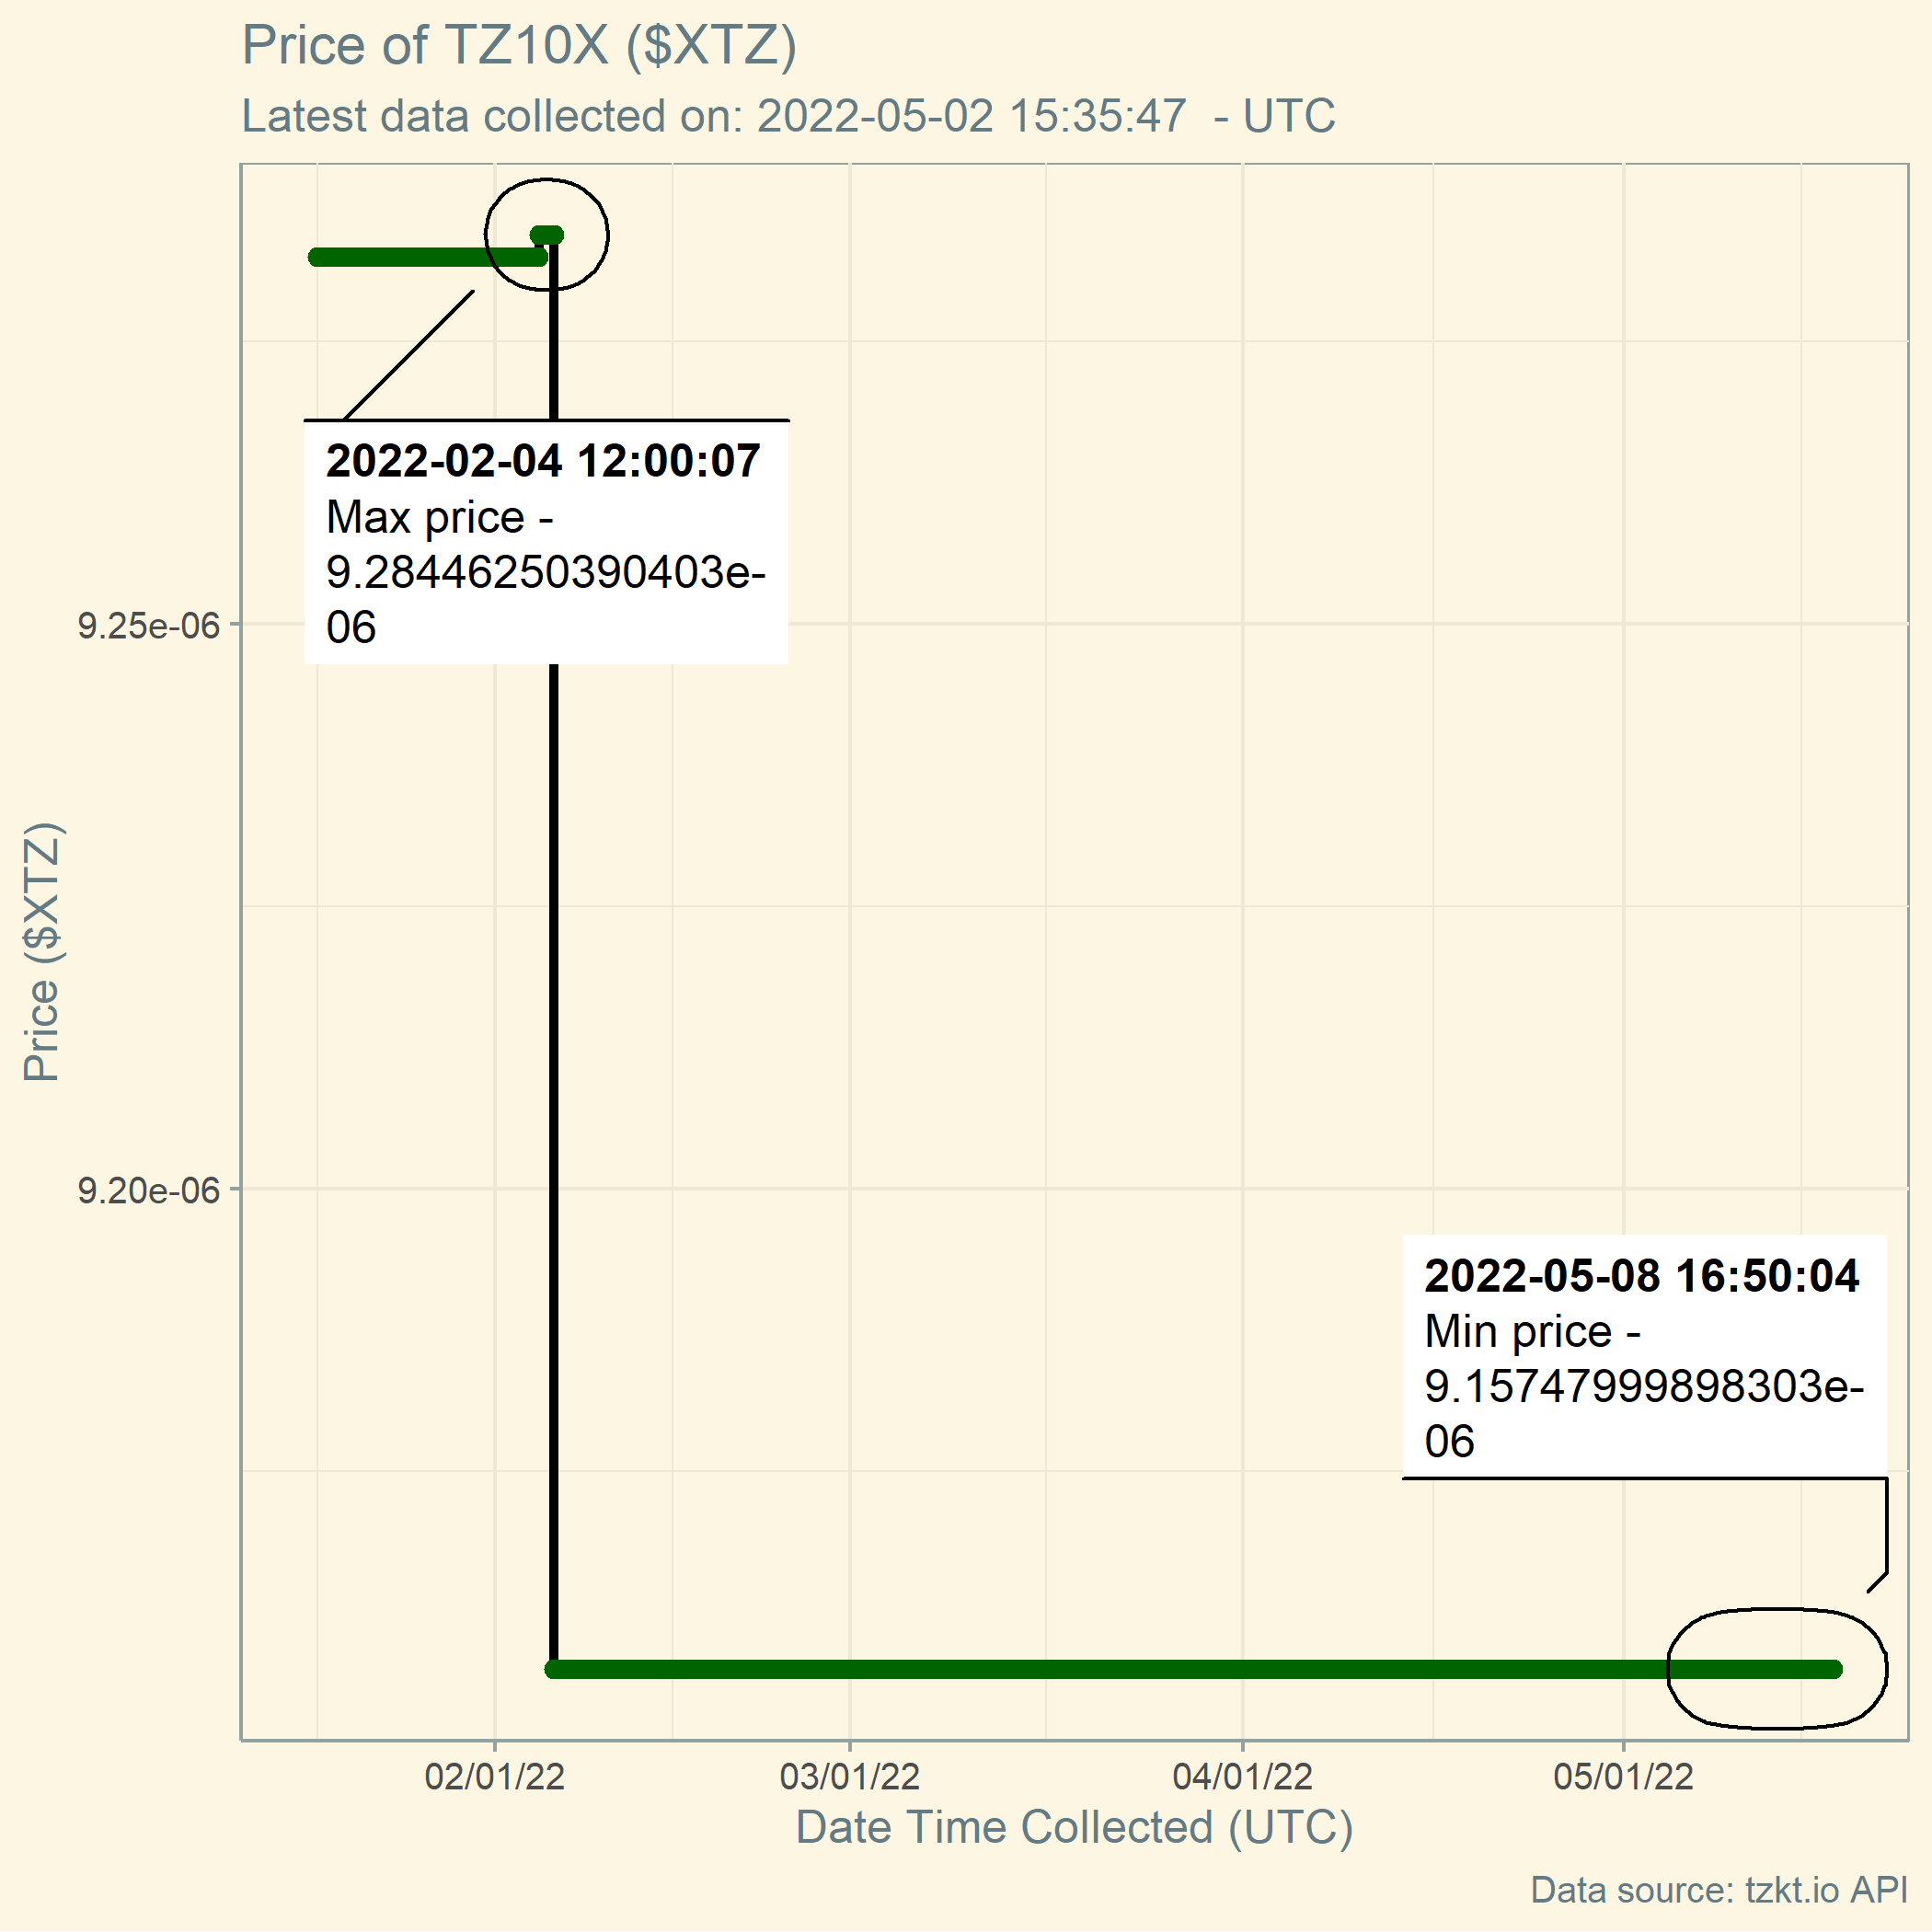 Price of TZ10X ($XTZ)
Latest data collected on: 2022-05-02 15:35:47  - UTC
2022-02-04 12:00:07
Max price -
9.28446250390403e-
06
9.25e-06
Price ($XTZ)
9.20e-06
2022-05-08 16:50:04
Min price -
9.15747999898303e-
06
02/01/22
03/01/22
04/01/22
05/01/22
Date Time Collected (UTC)
Data source: tzkt.io API